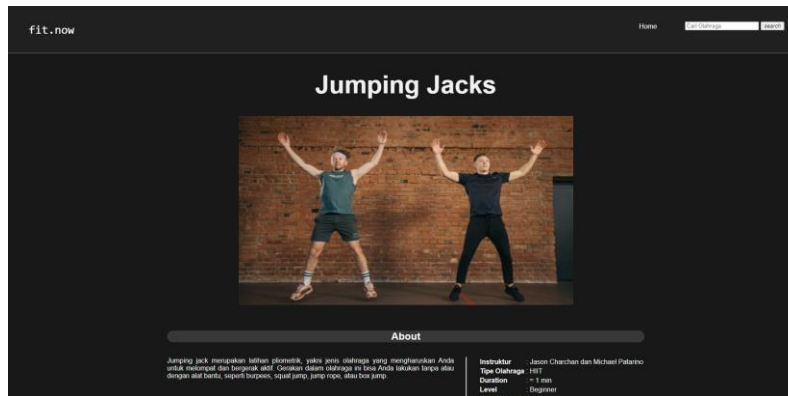 fit.now
Home
Cari Olahraga
search
Jumping Jacks
About
Jumping jack merupakan latihan pliometrik, yakni jenis olahraga yang mengharuskan Anda
untuk melompat dan bergerak aktif. Gerakan dalam olahraga ini bisa Anda lakukan tanpa atau
dengan alat bantu, seperti burpees, squat jump, jump rope, atau box jump.
Instruktur : Jason Charchan dan Michael Patarino
Tipe Olahraga : HIIT
Duration : ≈ 1 min
Level : Beginner